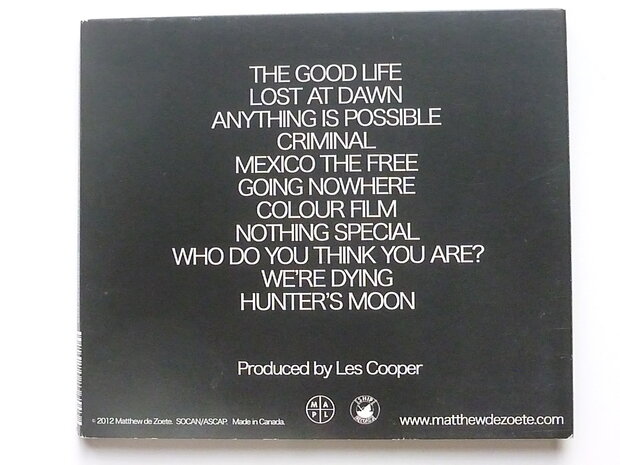 THE GOOD LIFE
LOST AT DAWN
ANYTHING IS POSSIBLE
CRIMINAL
MEXICO THE FREE
GOING NOWHERE
COLOUR FILM
NOTHING SPECIAL
WHO DO YOU THINK YOU ARE?
WE'RE DYING
HUNTER'S MOON
Produced by Les Cooper
M A
P L
SHIP
© 2012 Matthew de Zoete. SOCAN/ASCAP. Made in Canada.
www.matthewdezoete.com